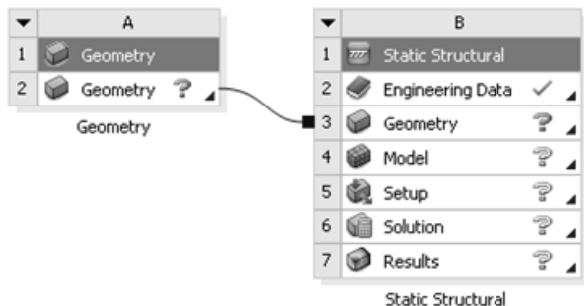 A
1 Geometry
2 Geometry ?
Geometry
B
1 Static Structural
2 Engineering Data ✓
3 Geometry ?
4 Model ?
5 Setup ?
6 Solution ?
7 Results ?
Static Structural